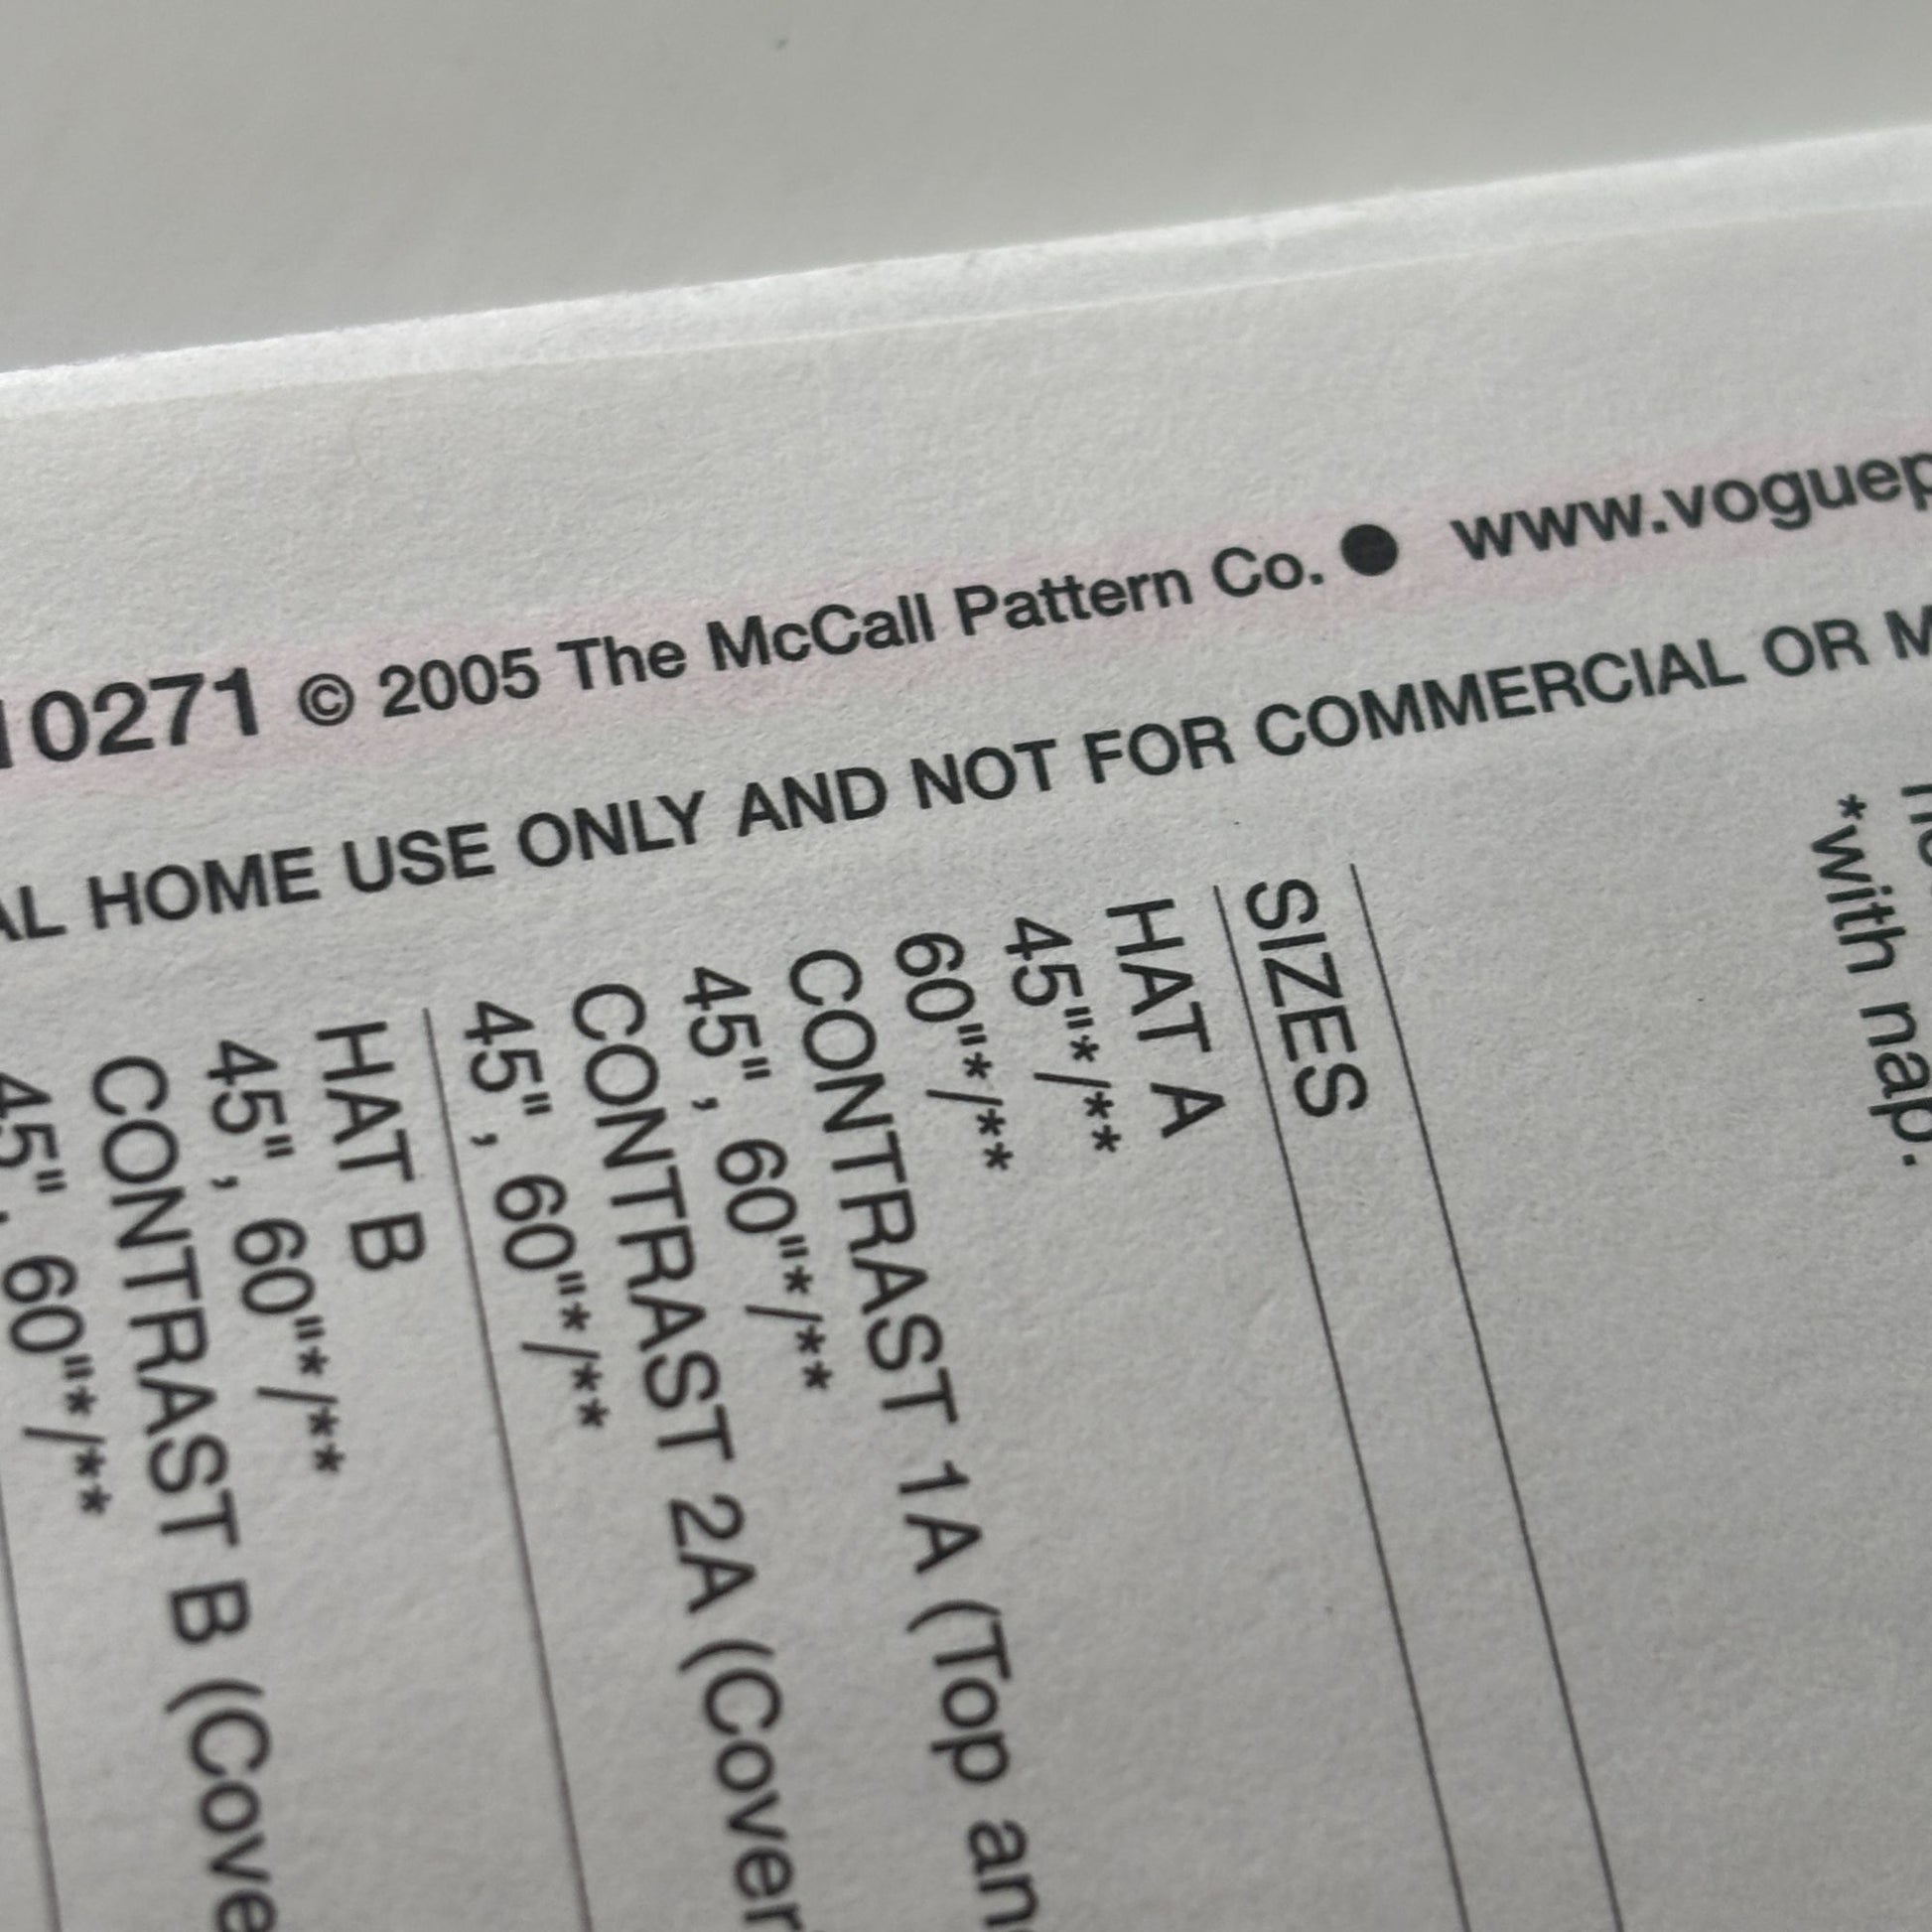 10271 © 2005 The McCall Pattern Co. ● www.voguep
AL HOME USE ONLY AND NOT FOR COMMERCIAL OR M
*with nap.
SIZES
HAT A
45"*/**
60"*/**
CONTRAST 1A (Top and
45", 60"*/**
CONTRAST 2A (Cover
45", 60"*/**
HAT B
45", 60"*/**
CONTRAST B (Cove
45", 60"*/**